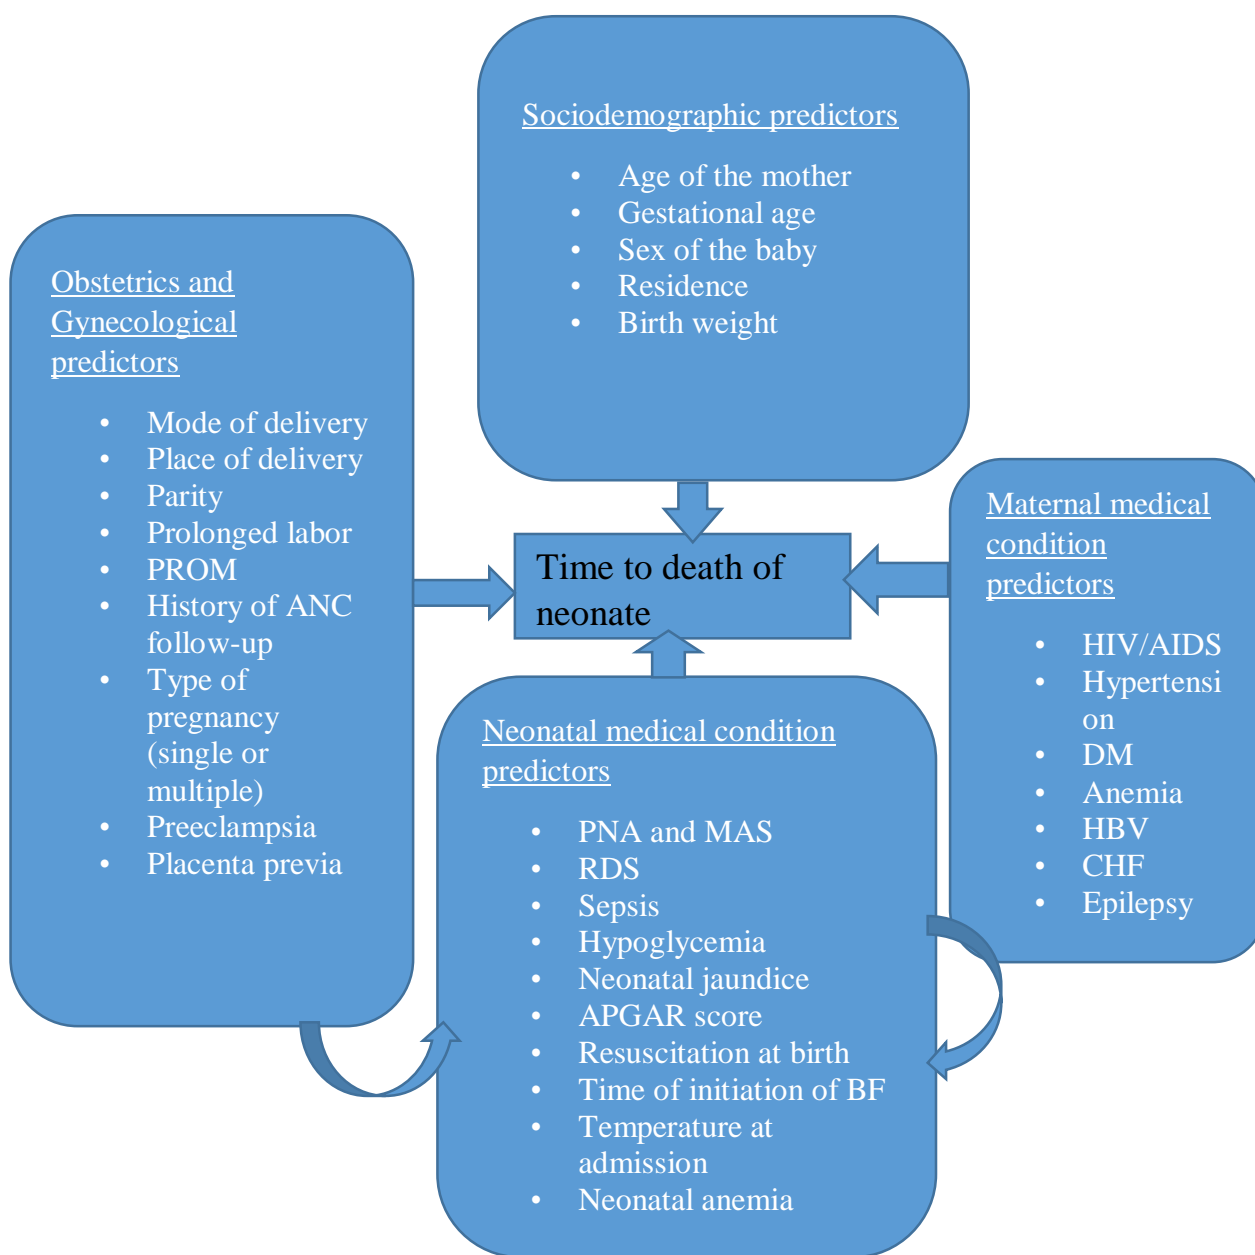 Sociodemographic predictors
• Age of the mother
• Gestational age
• Sex of the baby
• Residence
• Birth weight
Obstetrics and
Gynecological
predictors
• Mode of delivery
• Place of delivery
• Parity
• Prolonged labor
• PROM
• History of ANC
follow-up
• Type of
pregnancy
(single or
multiple)
• Preeclampsia
• Placenta previa
Time to death of
neonate
Maternal medical
condition
predictors
• HIV/AIDS
• Hypertensi
on
• DM
• Anemia
• HBV
• CHF
• Epilepsy
Neonatal medical condition
predictors
• PNA and MAS
• RDS
• Sepsis
• Hypoglycemia
• Neonatal jaundice
• APGAR score
• Resuscitation at birth
• Time of initiation of BF
• Temperature at
admission
• Neonatal anemia